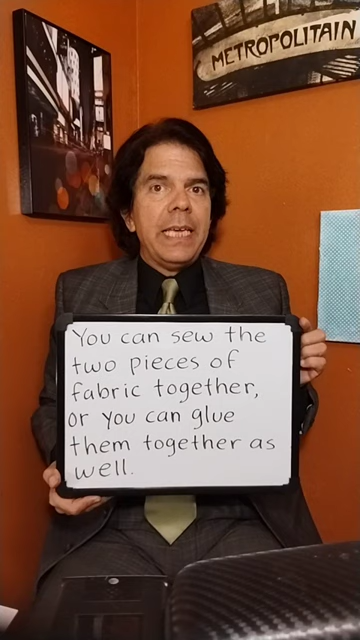 METROPOLITAIN
You can sew the
two pieces of
fabric together,
or you can glue
them together as
well.